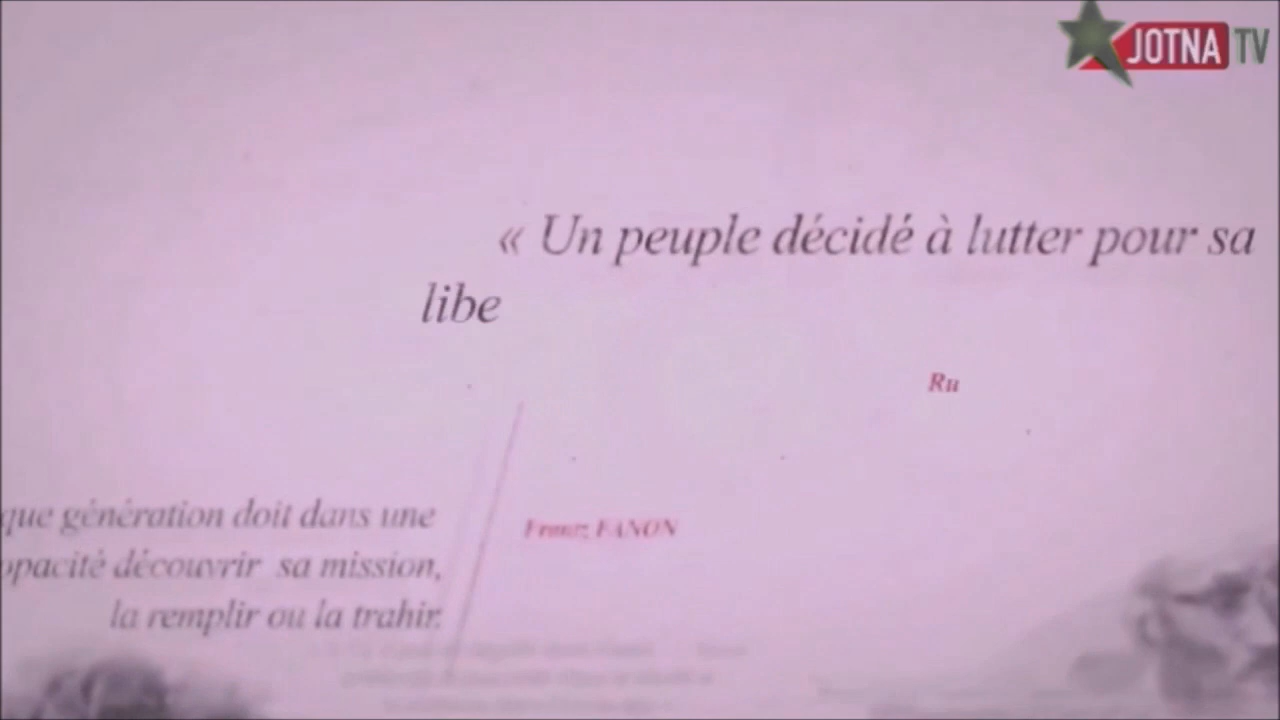 JOTNA TV
« Un peuple décidé à lutter pour sa
libe
Ru
que génération doit dans une
opacité découvrir sa mission,
la remplir ou la trahir.
Frantz FANON